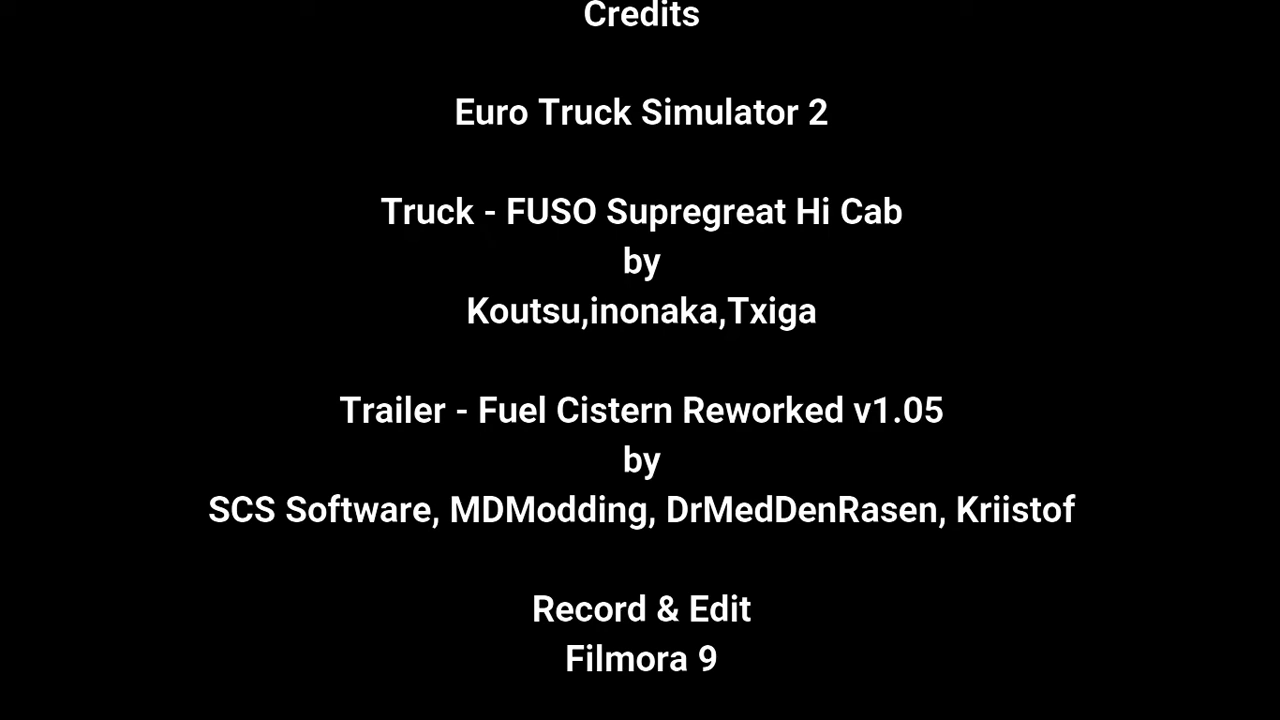 Credits
Euro Truck Simulator 2
Truck - FUSO Supregreat Hi Cab
by
Koutsu,inonaka,Txiga
Trailer - Fuel Cistern Reworked v1.05
by
SCS Software, MDModding, DrMedDenRasen, Kriistof
Record & Edit
Filmora 9